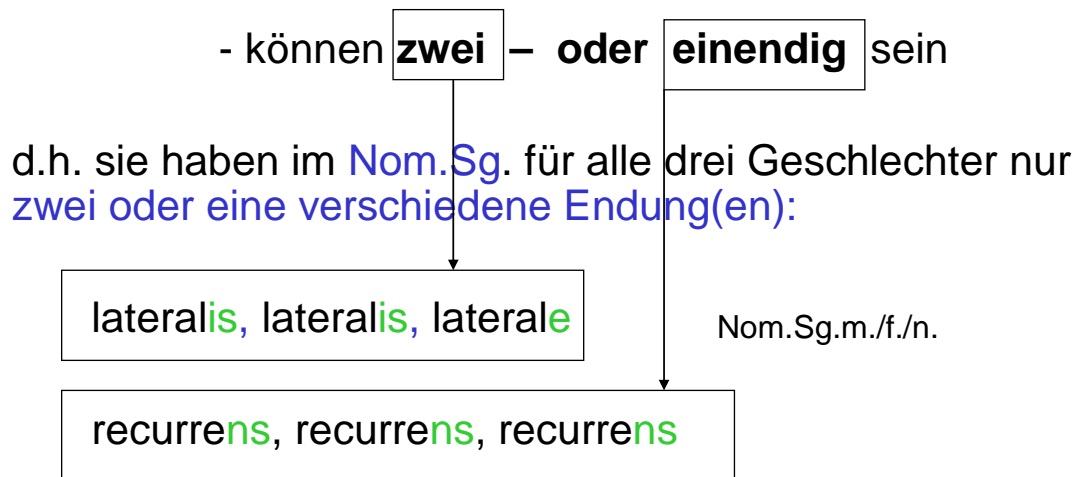 - können zwei – oder einendig sein
d.h. sie haben im Nom.Sg. für alle drei Geschlechter nur
zwei oder eine verschiedene Endung(en):
lateralis, lateralis, laterale
Nom.Sg.m./f./n.
recurrens, recurrens, recurrens